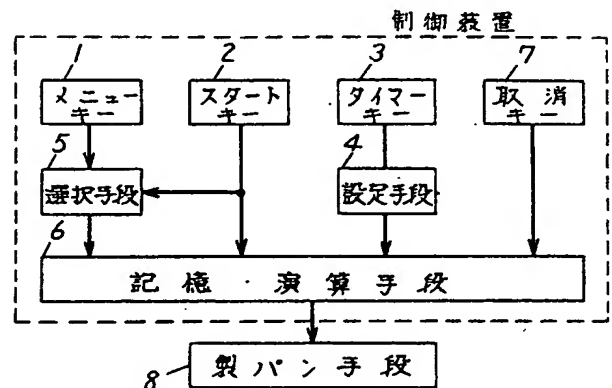 制御装置
1
2
3
7
メニュー
キー
スタート
キー
タイマー
キー
取消
キー
5
4
選択手段
設定手段
6
記憶・演算手段
製パン手段
8